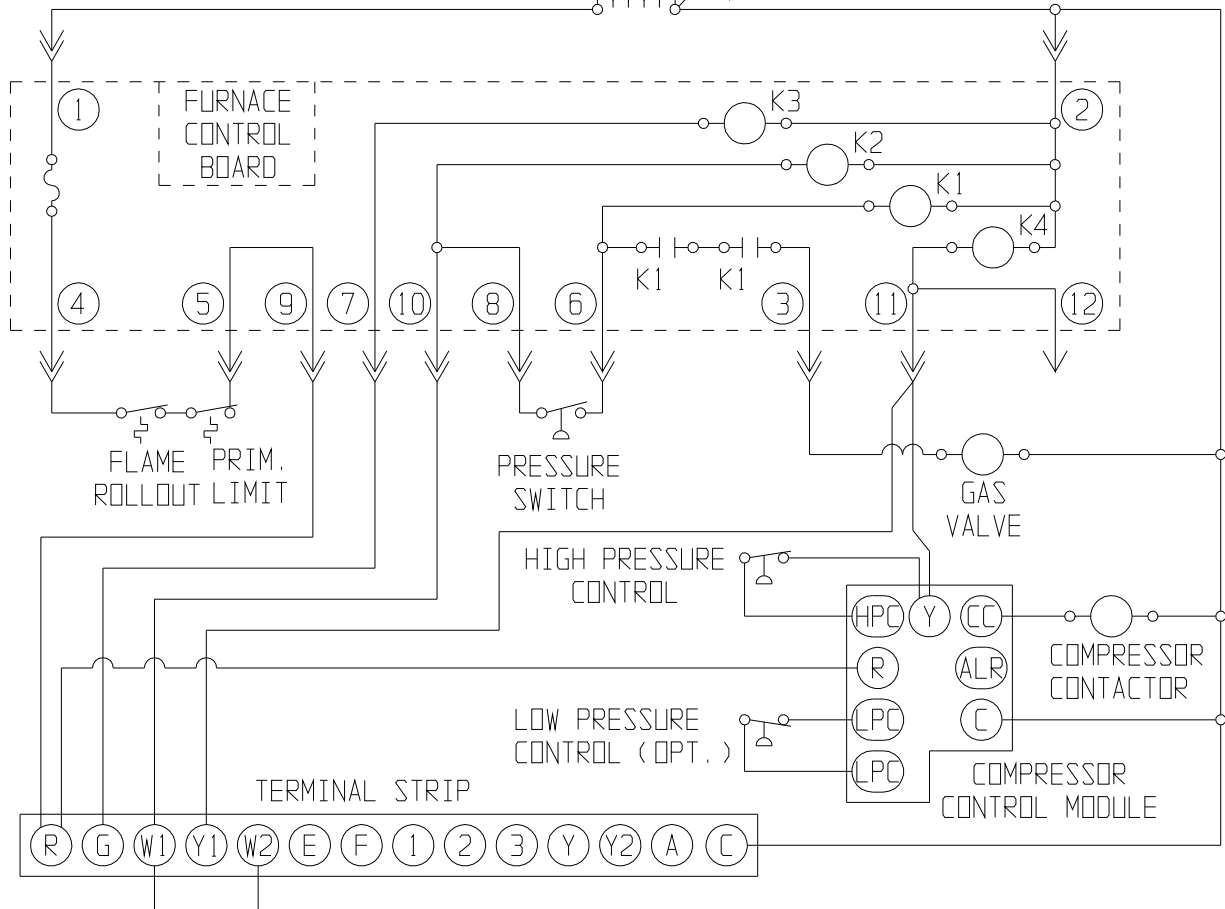 K3
1
FURNACE
CONTROL
BOARD
2
K2
K1
K4
K1
K1
4
5
9
7
10
8
6
3
11
12
FLAME
ROLLOUT
PRIM.
LIMIT
PRESSURE
SWITCH
GAS
VALVE
HIGH PRESSURE
CONTROL
HPC
Y
CC
R
ALR
COMPRESSOR
CONTACTOR
LOW PRESSURE
CONTROL (OPT.)
LPC
C
LPC
COMPRESSOR
CONTROL MODULE
TERMINAL STRIP
R G W1 Y1 W2 E F 1 2 3 Y Y2 A C